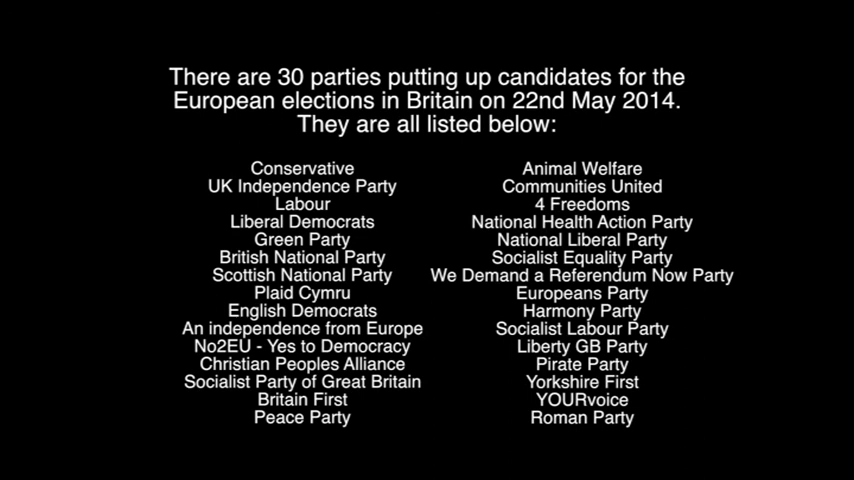 There are 30 parties putting up candidates for the
European elections in Britain on 22nd May 2014.
They are all listed below:
Conservative
UK Independence Party
Labour
Liberal Democrats
Green Party
British National Party
Scottish National Party
Plaid Cymru
English Democrats
An independence from Europe
No2EU - Yes to Democracy
Christian Peoples Alliance
Socialist Party of Great Britain
Britain First
Peace Party
Animal Welfare
Communities United
4 Freedoms
National Health Action Party
National Liberal Party
Socialist Equality Party
We Demand a Referendum Now Party
Europeans Party
Harmony Party
Socialist Labour Party
Liberty GB Party
Pirate Party
Yorkshire First
YOURvoice
Roman Party